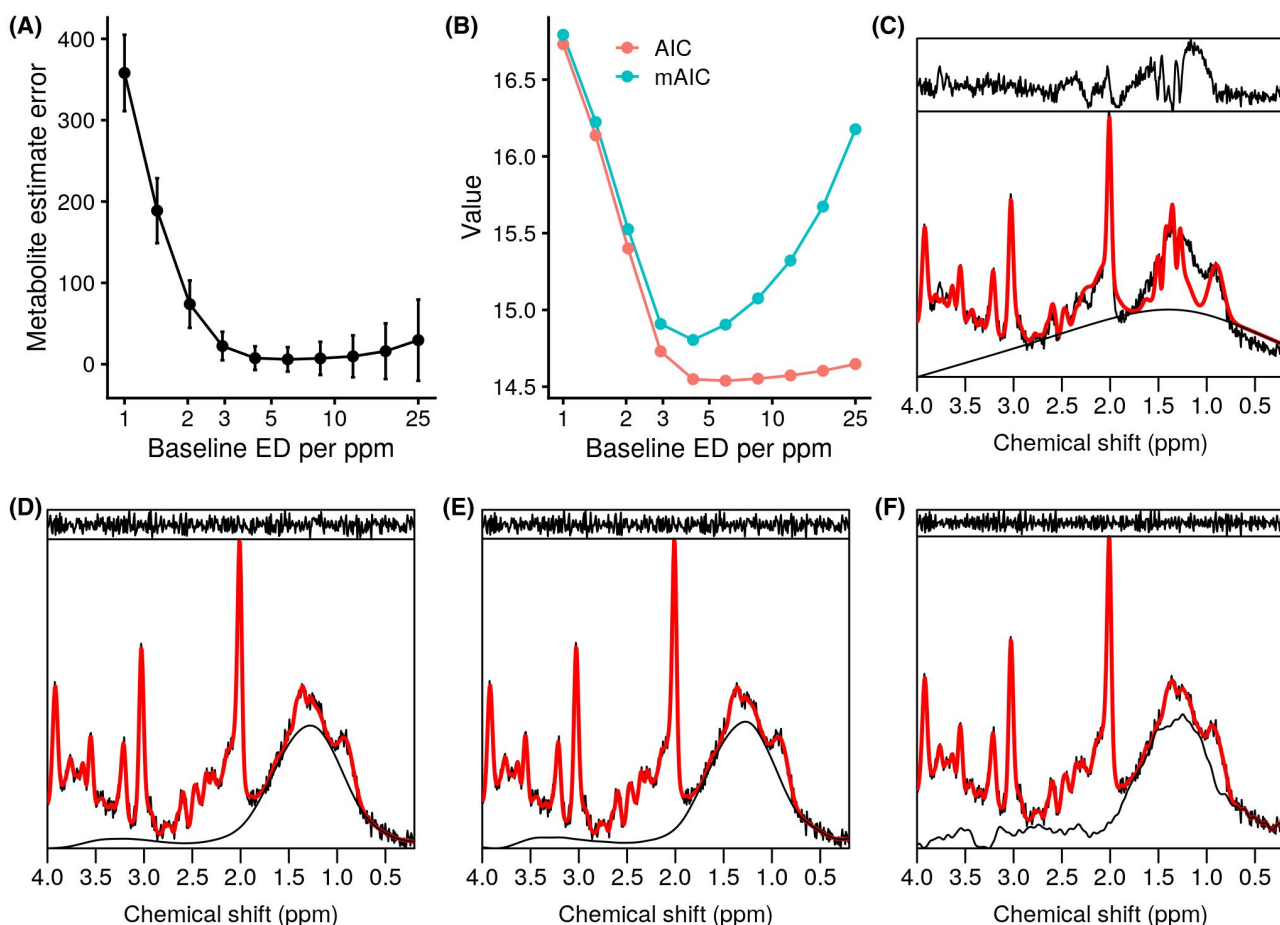 (A)
Metabolite estimate error
400
300
200
100
0
1 2 3 5 10 25
Baseline ED per ppm
(B)
AIC
mAIC
Value
16.5
16.0
15.5
15.0
14.5
1 2 3 5 10 25
Baseline ED per ppm
(C)
4.0 3.5 3.0 2.5 2.0 1.5 1.0 0.5
Chemical shift (ppm)
(D)
4.0 3.5 3.0 2.5 2.0 1.5 1.0 0.5
Chemical shift (ppm)
(E)
4.0 3.5 3.0 2.5 2.0 1.5 1.0 0.5
Chemical shift (ppm)
(F)
4.0 3.5 3.0 2.5 2.0 1.5 1.0 0.5
Chemical shift (ppm)